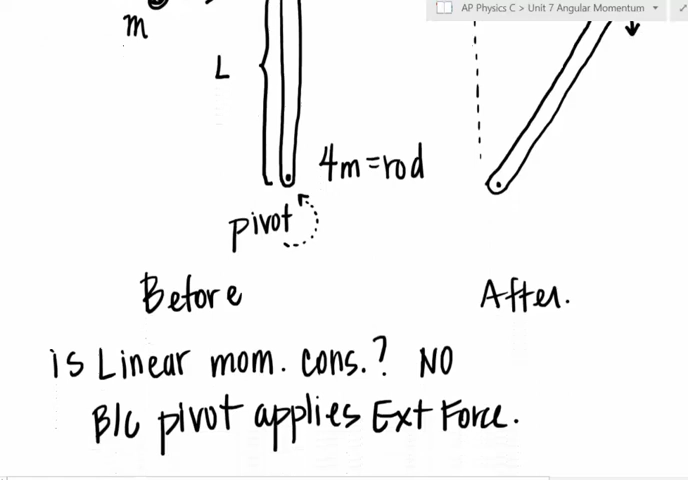 AP Physics C > Unit 7 Angular Momentum
m
L
4m=rod
pivot
Before
After.
is Linear mom. cons.? NO
B/C pivot applies Ext Force.